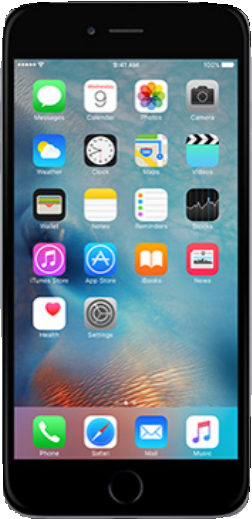 9:41 AM 100%
Wednesday
9
Messages Calendar Photos Camera
Weather Clock Maps Videos
Wallet Notes Reminders Stocks
iTunes Store App Store iBooks News
Health Settings
Phone Safari Mail Music